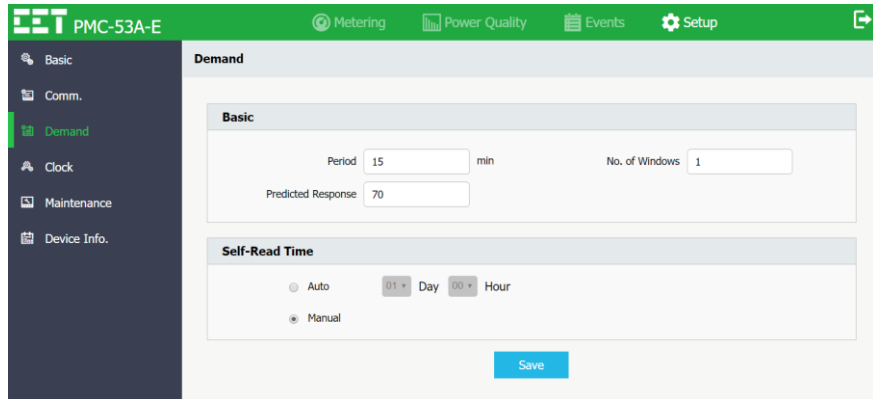 CET PMC-53A-E Metering Power Quality Events Setup
Basic
Comm.
Demand
Clock
Maintenance
Device Info.
Demand
Basic
Period 15 min No. of Windows 1
Predicted Response 70
Self-Read Time
Auto 01 Day 00 Hour
Manual
Save